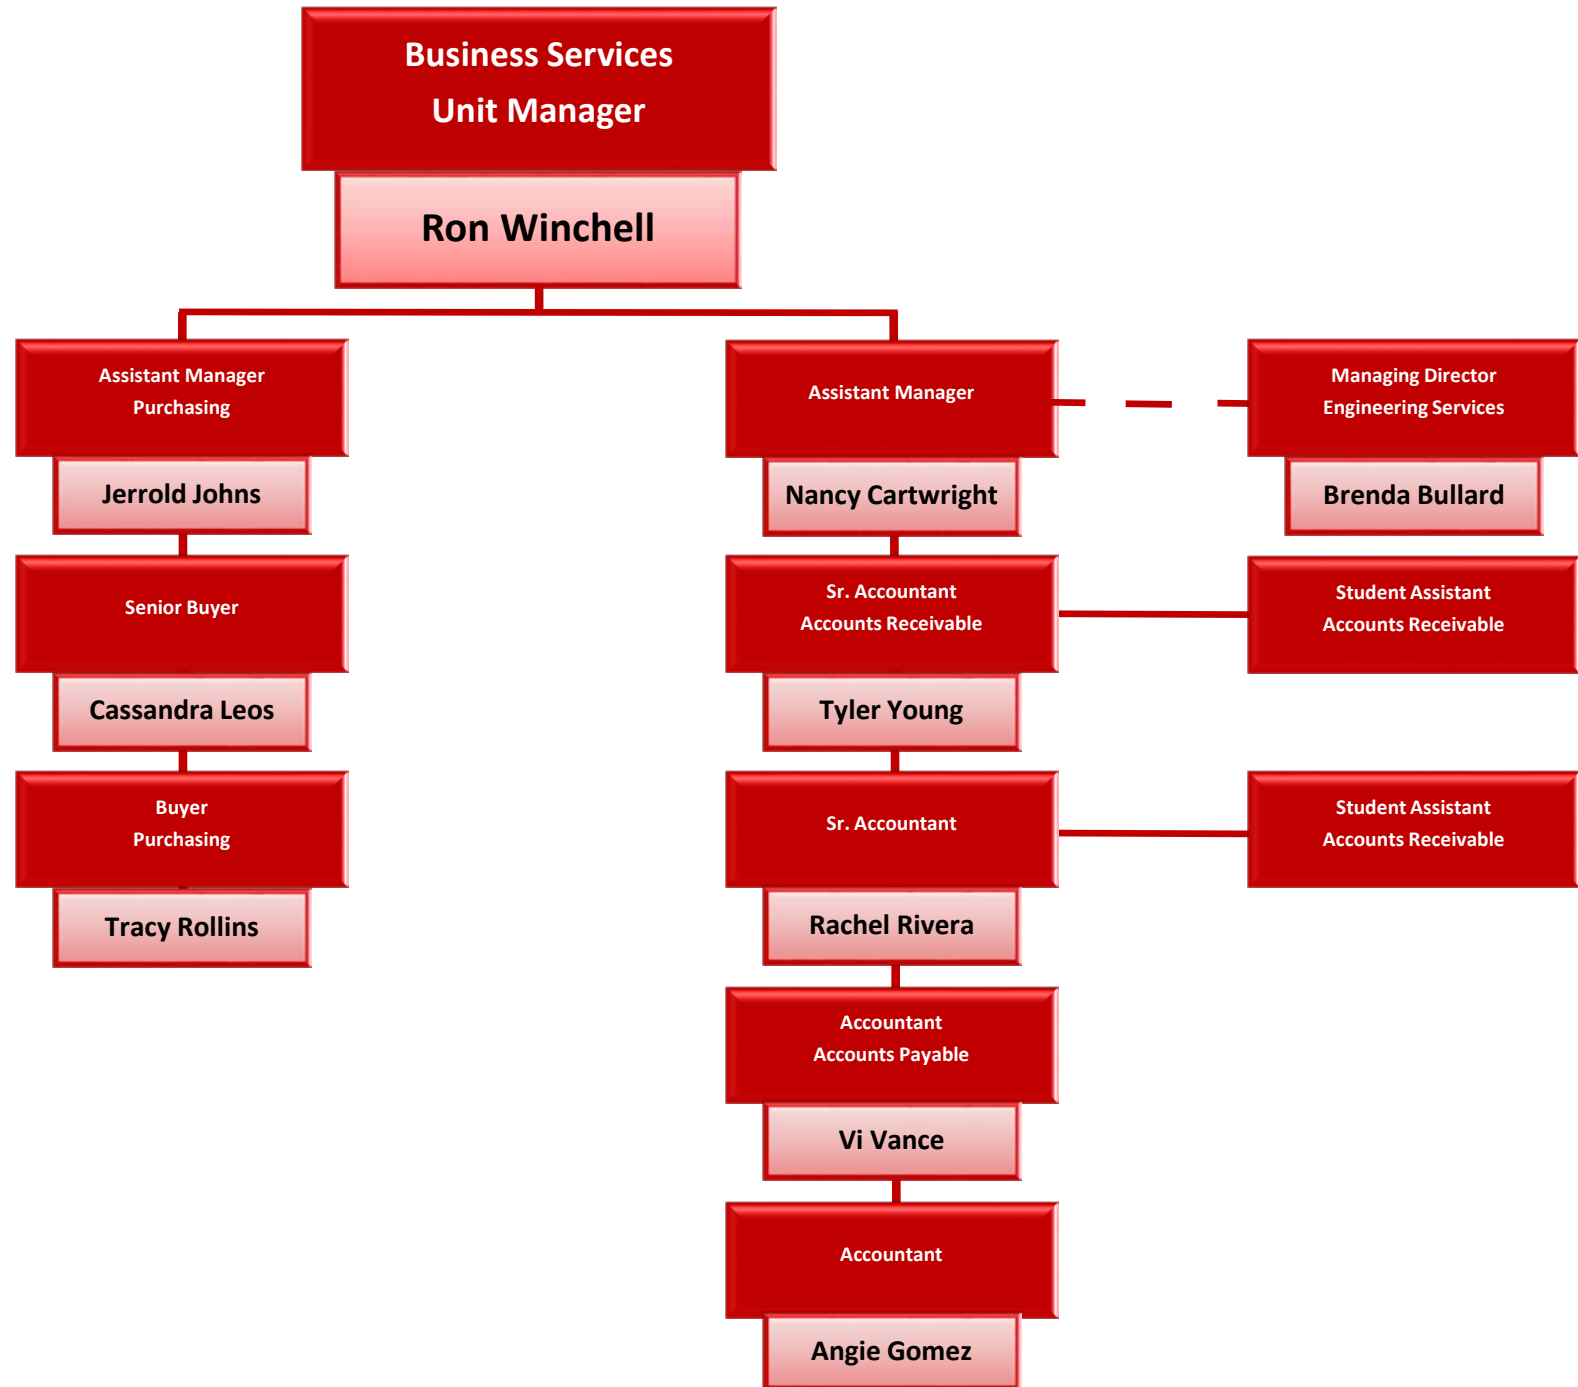 Business Services
Unit Manager
Ron Winchell
Assistant Manager
Purchasing
Jerrold Johns
Assistant Manager
Nancy Cartwright
Managing Director
Engineering Services
Brenda Bullard
Senior Buyer
Cassandra Leos
Sr. Accountant
Accounts Receivable
Tyler Young
Student Assistant
Accounts Receivable
Buyer
Purchasing
Tracy Rollins
Sr. Accountant
Rachel Rivera
Student Assistant
Accounts Receivable
Accountant
Accounts Payable
Vi Vance
Accountant
Angie Gomez